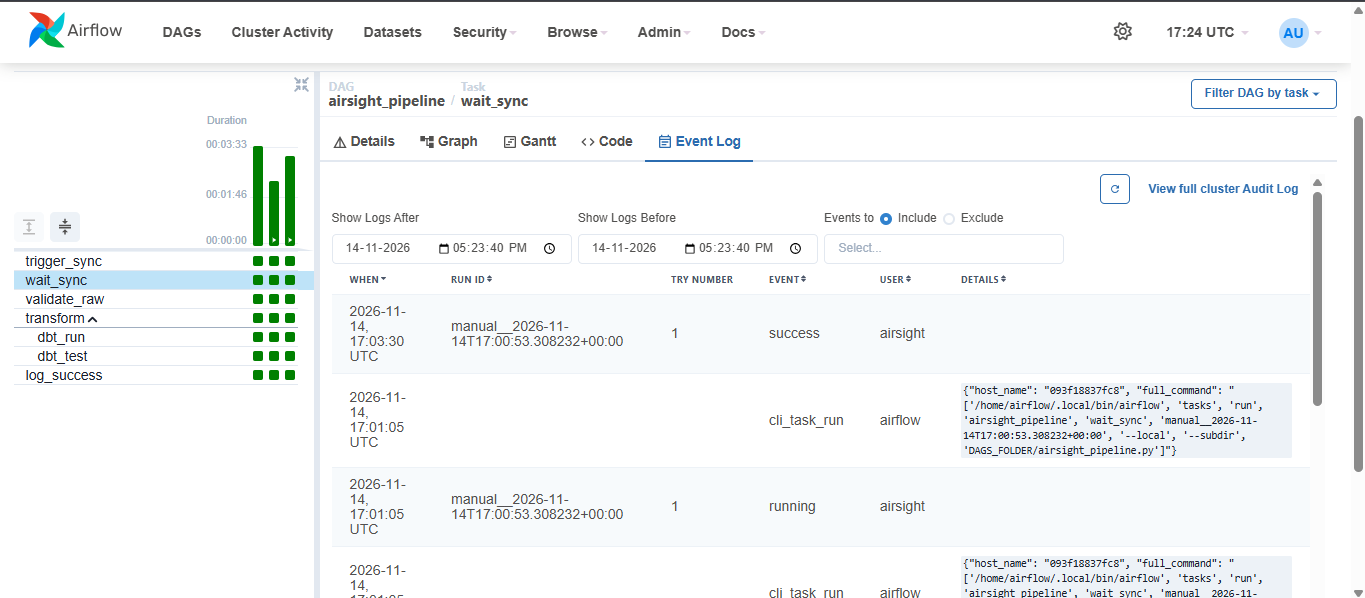 Airflow
DAGs Cluster Activity Datasets Security Browse Admin Docs 17:24 UTC AU
DAG Task
airsight_pipeline / wait_sync
Filter DAG by task
Duration
00:03:33
00:01:46
00:00:00
trigger_sync
wait_sync
validate_raw
transform
dbt_run
dbt_test
log_success
Details Graph Gantt Code Event Log
View full cluster Audit Log
Show Logs After Show Logs Before Events to Include Exclude
14-11-2026 05:23:40 PM 14-11-2026 05:23:40 PM Select...
WHEN RUN ID TRY NUMBER EVENT USER DETAILS
2026-11-
14,
17:03:30
UTC
manual__2026-11-
14T17:00:53.308232+00:00
1 success airsight
2026-11-
14,
17:01:05
UTC
cli_task_run airflow
{"host_name": "093f18837fc8", "full_command": "
['/home/airflow/.local/bin/airflow', 'tasks', 'run',
'airsight_pipeline', 'wait_sync', 'manual__2026-11-
14T17:00:53.308232+00:00', '--local', '--subdir',
'DAGS_FOLDER/airsight_pipeline.py']"}
2026-11-
14,
17:01:05
UTC
manual__2026-11-
14T17:00:53.308232+00:00
1 running airsight
2026-11-
14,
17:01:05
cli_task_run airflow
{"host_name": "093f18837fc8", "full_command": "
['/home/airflow/.local/bin/airflow', 'tasks', 'run',
'airsight_pipeline', 'wait_sync', 'manual__2026-11-